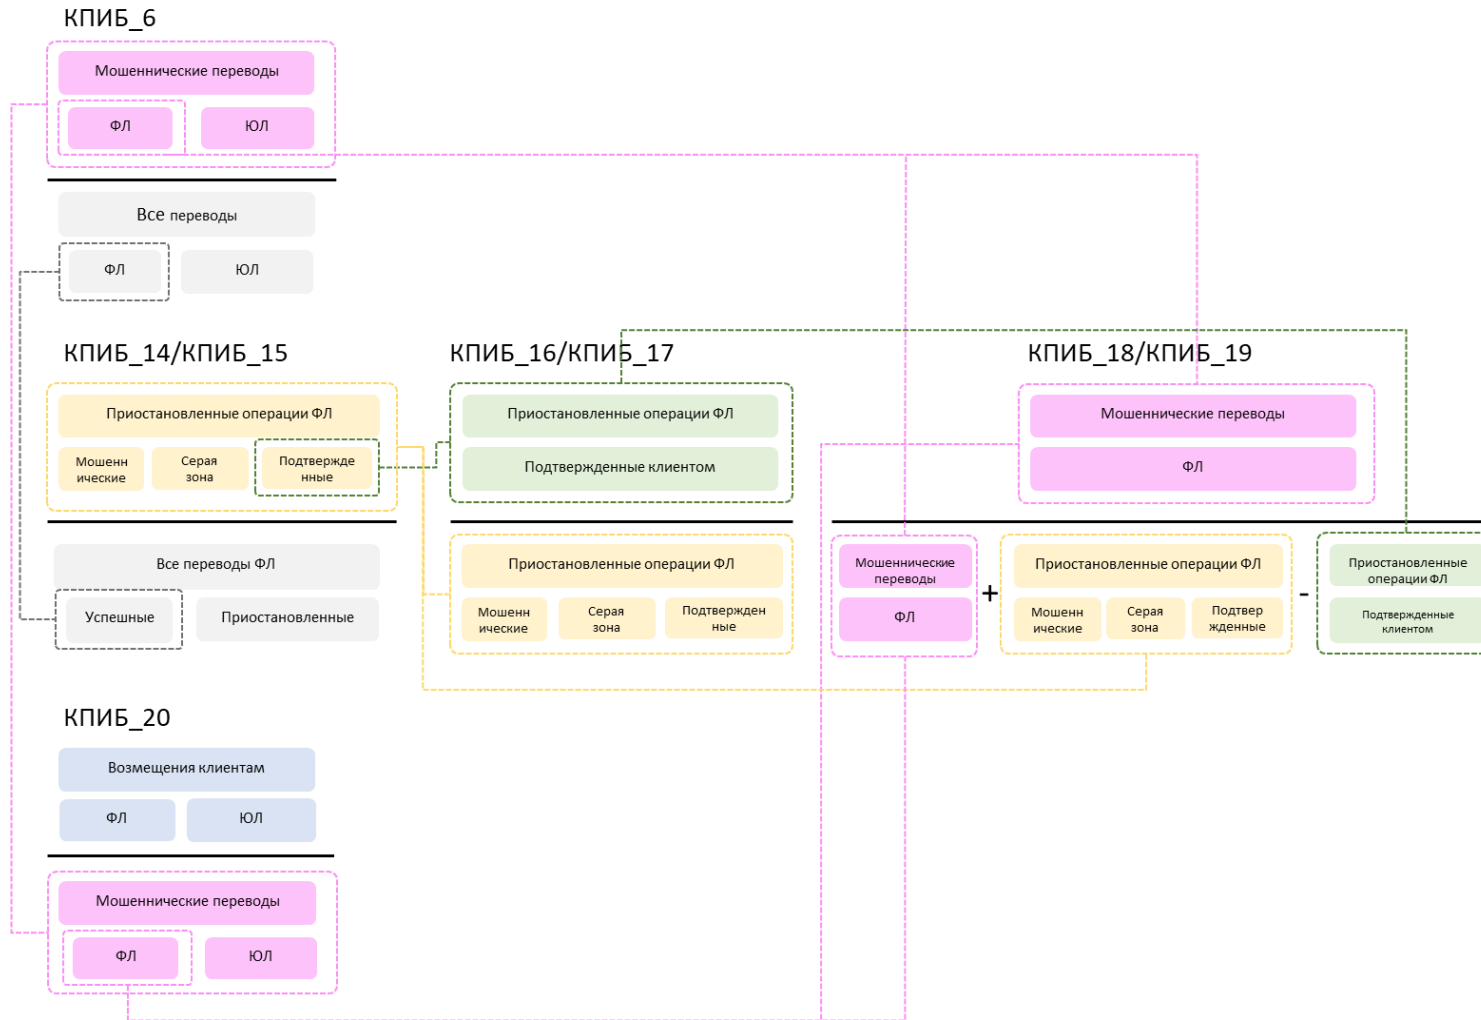 КПИБ_6
Мошеннические переводы
ФЛ
ЮЛ
Все переводы
ФЛ
ЮЛ
КПИБ_14/КПИБ_15
Приостановленные операции ФЛ
Мошенн
ические
Серая
зона
Подтвержде
нные
Все переводы ФЛ
Успешные
Приостановленные
КПИБ_16/КПИБ_17
Приостановленные операции ФЛ
Подтвержденные клиентом
Приостановленные операции ФЛ
Мошенн
ические
Серая
зона
Подтвержден
ные
КПИБ_18/КПИБ_19
Мошеннические переводы
ФЛ
Мошеннические
переводы
ФЛ
+
Приостановленные операции ФЛ
Мошенн
ические
Серая
зона
Подтвер
жденные
-
Приостановленные
операции ФЛ
Подтвержденные
клиентом
КПИБ_20
Возмещения клиентам
ФЛ
ЮЛ
Мошеннические переводы
ФЛ
ЮЛ